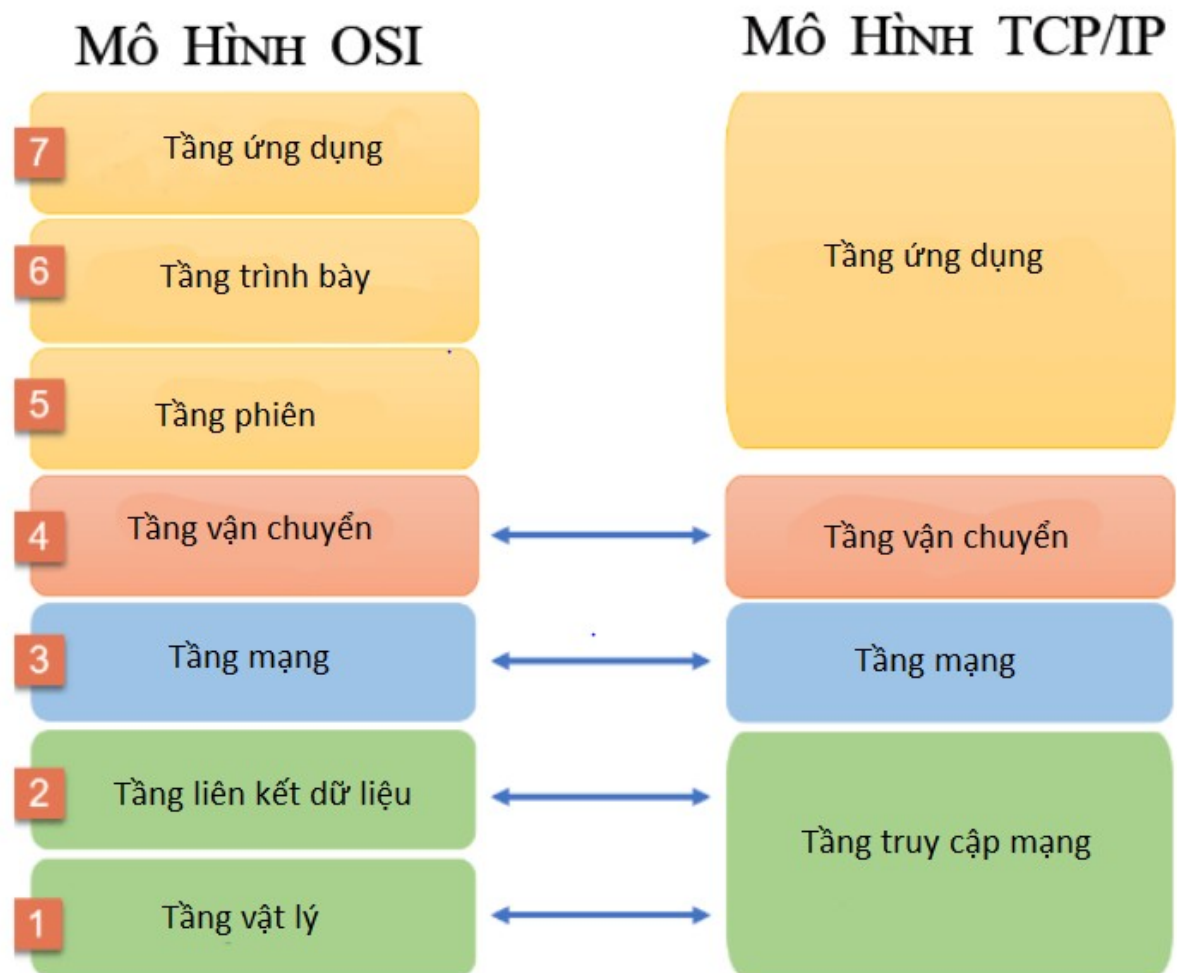 Mô Hình OSI
Mô Hình TCP/IP
7 Tầng ứng dụng
6 Tầng trình bày
5 Tầng phiên
4 Tầng vận chuyển
3 Tầng mạng
2 Tầng liên kết dữ liệu
1 Tầng vật lý
Tầng ứng dụng
Tầng vận chuyển
Tầng mạng
Tầng truy cập mạng